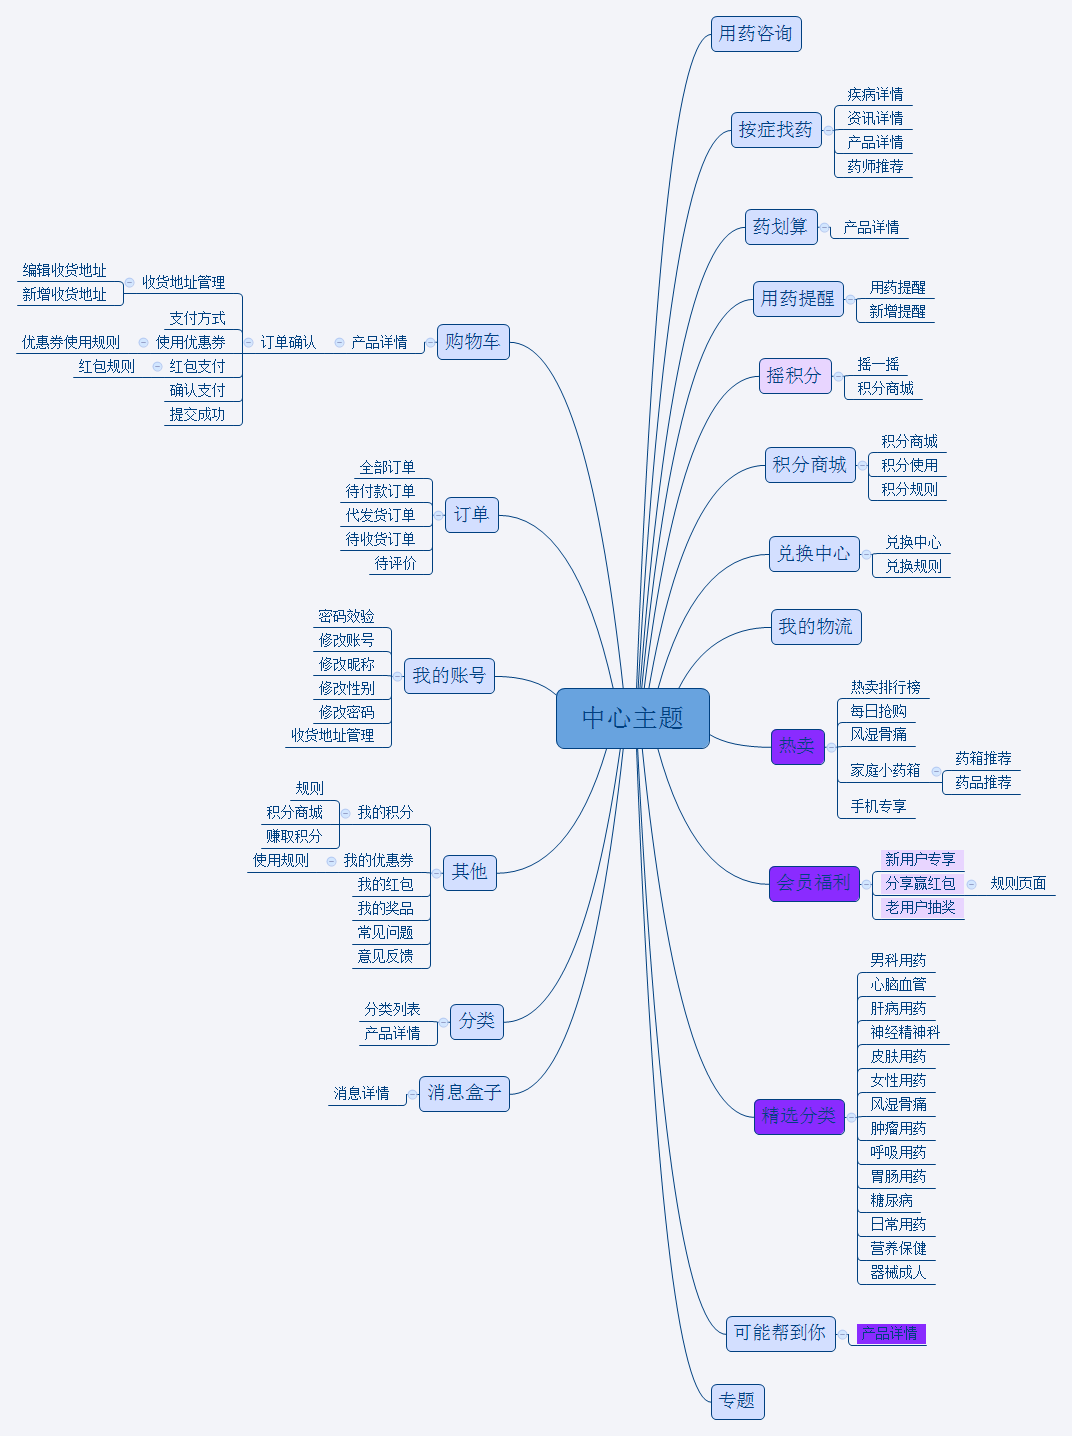 中心主题
用药咨询
按症找药
疾病详情
资讯详情
产品详情
药师推荐
药划算
产品详情
用药提醒
用药提醒
新增提醒
摇积分
摇一摇
积分商城
积分商城
积分商城
积分使用
积分规则
兑换中心
兑换中心
兑换规则
我的物流
热卖
热卖排行榜
每日抢购
风湿骨痛
家庭小药箱
药箱推荐
药品推荐
手机专享
会员福利
新用户专享
分享赢红包
规则页面
老用户抽奖
精选分类
男科用药
心脑血管
肝病用药
神经精神科
皮肤用药
女性用药
风湿骨痛
肿瘤用药
呼吸用药
胃肠用药
糖尿病
日常用药
营养保健
器械成人
可能帮到你
产品详情
专题
购物车
产品详情
订单确认
收货地址管理
编辑收货地址
新增收货地址
支付方式
使用优惠券
优惠券使用规则
红包支付
红包规则
确认支付
提交成功
订单
全部订单
待付款订单
代发货订单
待收货订单
待评价
我的账号
密码效验
修改账号
修改昵称
修改性别
修改密码
收货地址管理
其他
我的积分
规则
积分商城
赚取积分
我的优惠券
使用规则
我的红包
我的奖品
常见问题
意见反馈
分类
分类列表
产品详情
消息盒子
消息详情